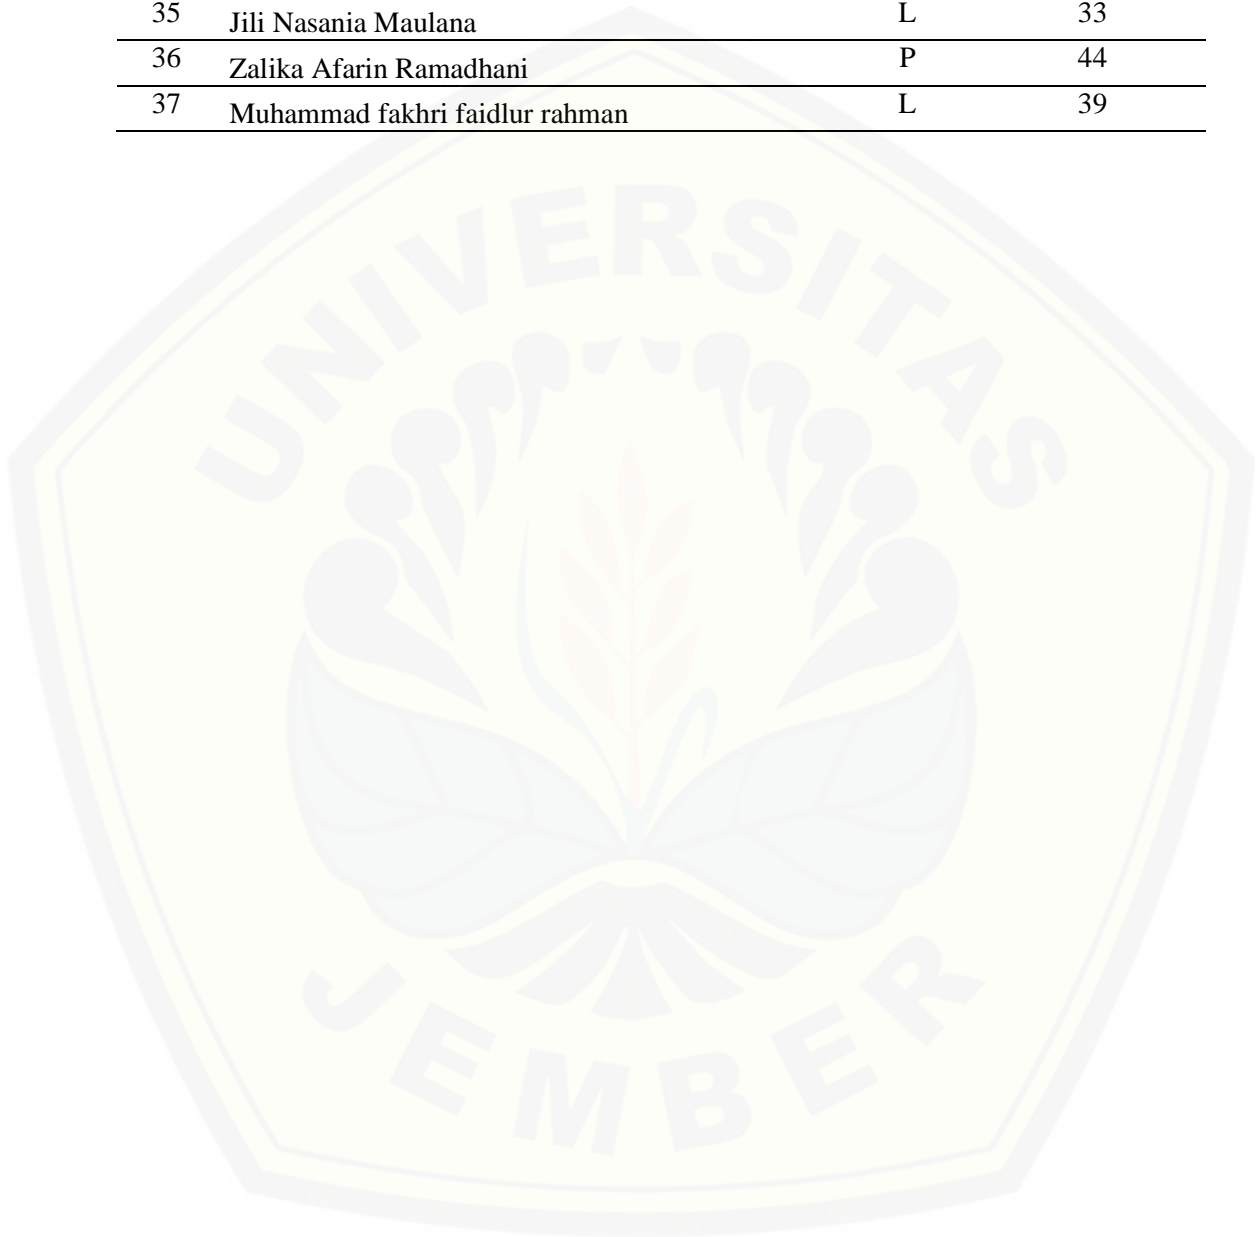 35 Jili Nasania Maulana L 33
36 Zalika Afarin Ramadhani P 44
37 Muhammad fakhri faidlur rahman L 39
UNIVERSITAS
JEMBER